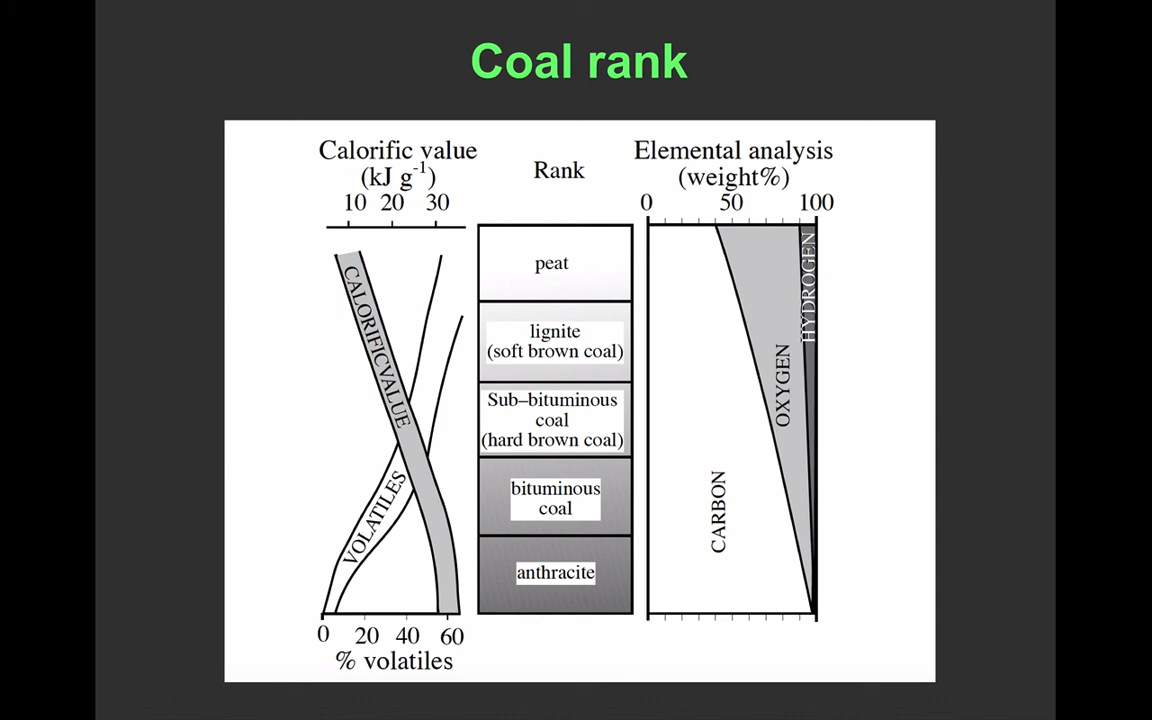 Coal rank
Calorific value
(kJ g-1)
10 20 30
Rank
Elemental analysis
(weight%)
0 50 100
CALORIFICVALUE
VOLATILES
peat
lignite
(soft brown coal)
Sub–bituminous
coal
(hard brown coal)
bituminous
coal
anthracite
CARBON
OXYGEN
HYDROGEN
0 20 40 60
% volatiles